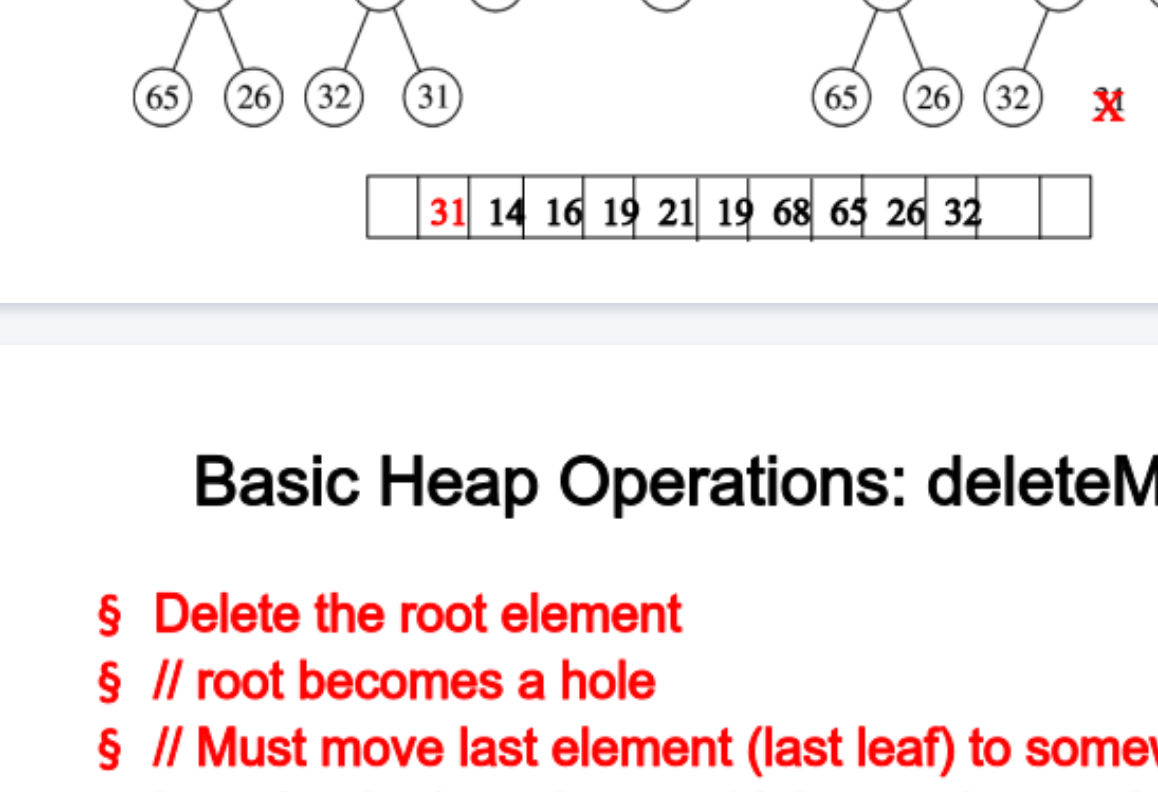 65 26 32 31 65 26 32 31 X
31 14 16 19 21 19 68 65 26 32
Basic Heap Operations: deleteM
§ Delete the root element
§ // root becomes a hole
§ // Must move last element (last leaf) to somew